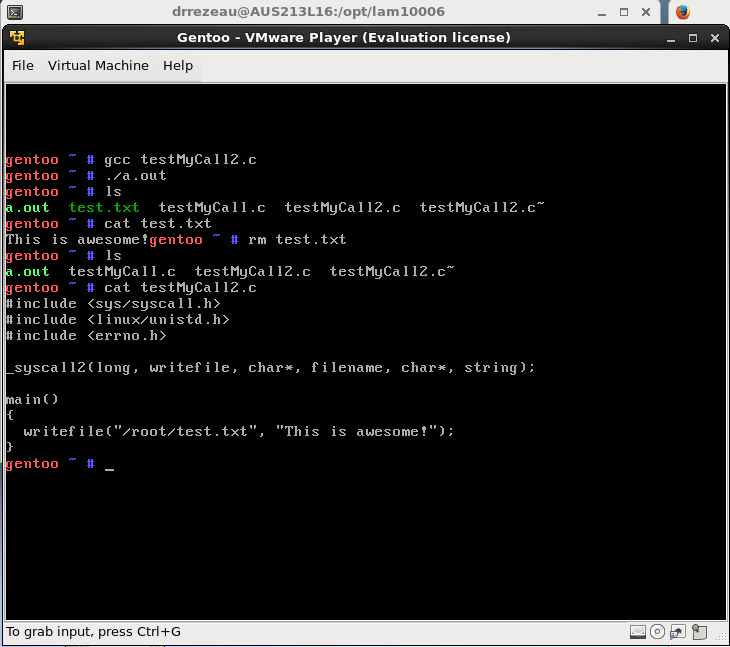 drrezeau@AUS213L16:/opt/lam10006
Gentoo - VMware Player (Evaluation license)
File Virtual Machine Help
gentoo ~ # gcc testMyCall2.c
gentoo ~ # ./a.out
gentoo ~ # ls
a.out  test.txt  testMyCall.c  testMyCall2.c  testMyCall2.c~
gentoo ~ # cat test.txt
This is awesome!gentoo ~ # rm test.txt
gentoo ~ # ls
a.out  testMyCall.c  testMyCall2.c  testMyCall2.c~
gentoo ~ # cat testMyCall2.c
#include <sys/syscall.h>
#include <linux/unistd.h>
#include <errno.h>
_syscall2(long, writefile, char*, filename, char*, string);
main()
{
  writefile("/root/test.txt", "This is awesome!");
}
gentoo ~ # _
To grab input, press Ctrl+G